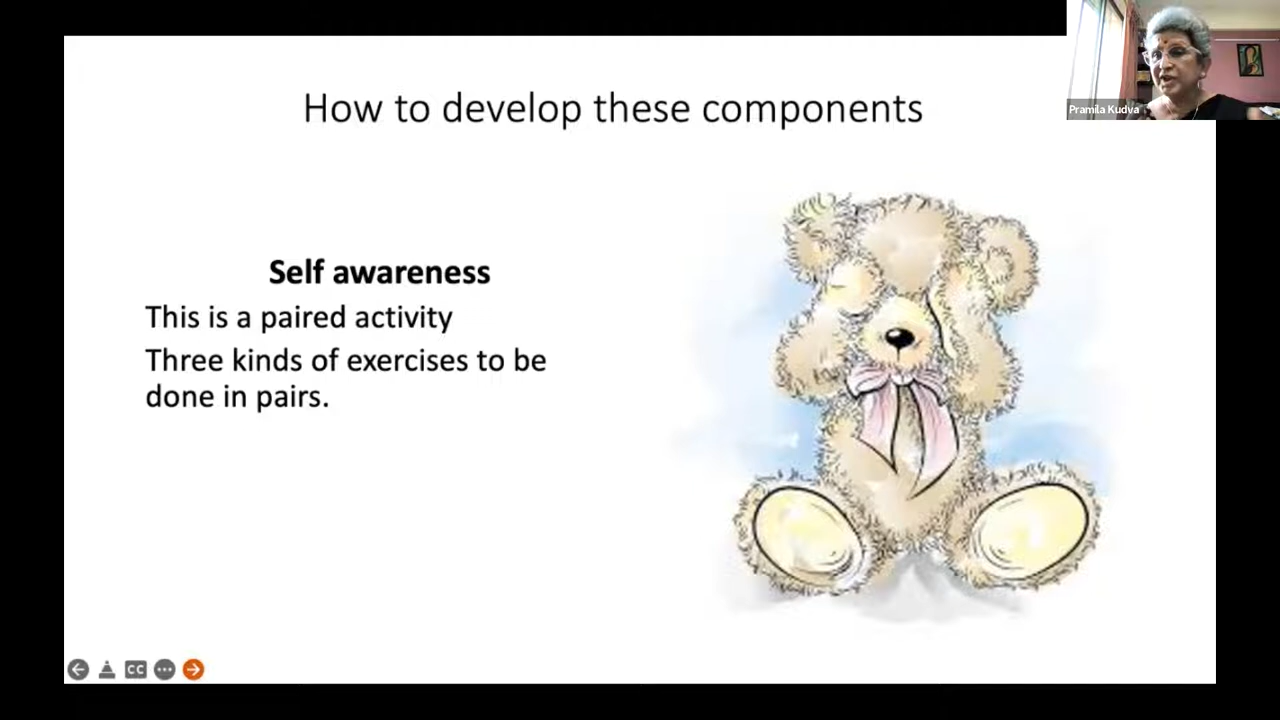 How to develop these components
Pramila Kudva
Self awareness
This is a paired activity
Three kinds of exercises to be
done in pairs.
CC